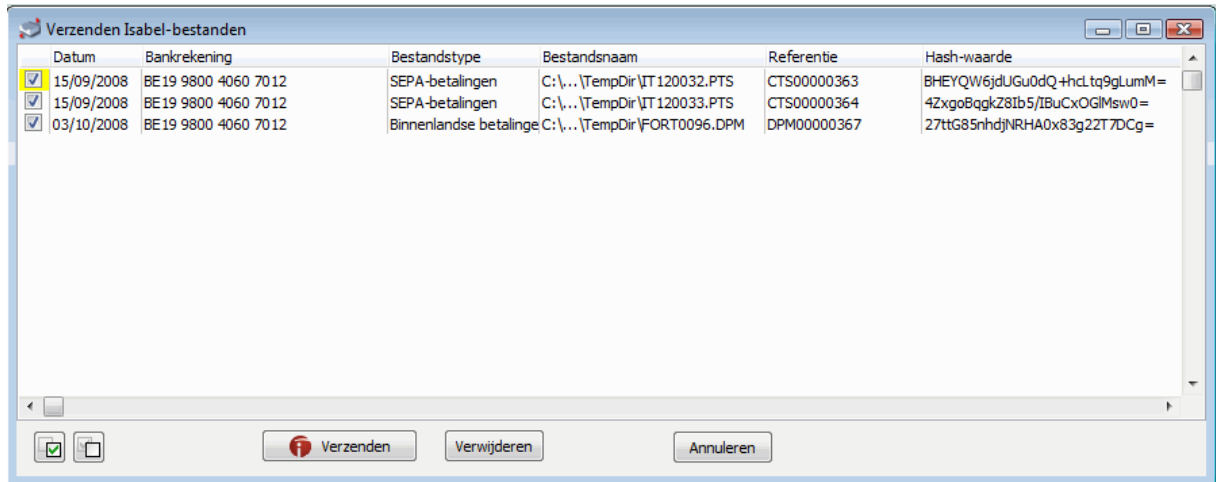 Verzenden Isabel-bestanden
Datum Bankrekening Bestandstype Bestandsnaam Referentie Hash-waarde
15/09/2008 BE19 9800 4060 7012 SEPA-betalingen C:\...\TempDir\IT120032.PTS CTS00000363 BHEYQW6jdUGu0dQ+hcLtq9gLumM=
15/09/2008 BE19 9800 4060 7012 SEPA-betalingen C:\...\TempDir\IT120033.PTS CTS00000364 4ZxgoBqgkZ8Ib5/IBuCxOGlMsw0=
03/10/2008 BE19 9800 4060 7012 Binnenlandse betalinge C:\...\TempDir\FORT0096.DPM DPM00000367 27ttG85nhdjNRHA0x83g22T7DCg=
Verzenden Verwijderen Annuleren